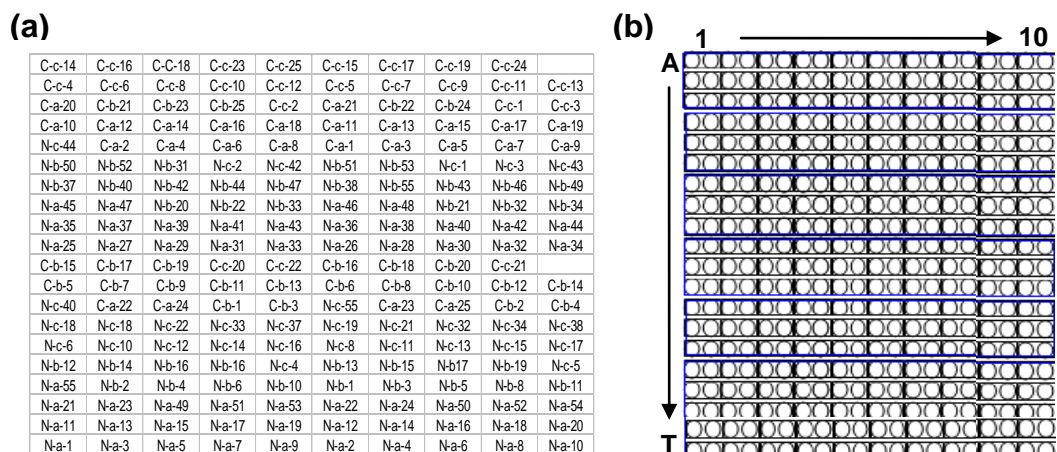 (a) (b)
1 10
A
C-c-14 C-c-16 C-C-18 C-c-23 C-c-25 C-c-15 C-c-17 C-c-19 C-c-24
C-c-4 C-c-6 C-c-8 C-c-10 C-c-12 C-c-5 C-c-7 C-c-9 C-c-11 C-c-13
C-a-20 C-b-21 C-b-23 C-b-25 C-c-2 C-a-21 C-b-22 C-b-24 C-c-1 C-c-3
C-a-10 C-a-12 C-a-14 C-a-16 C-a-18 C-a-11 C-a-13 C-a-15 C-a-17 C-a-19
N-c-44 C-a-2 C-a-4 C-a-6 C-a-8 C-a-1 C-a-3 C-a-5 C-a-7 C-a-9
N-b-50 N-b-52 N-b-31 N-c-2 N-c-42 N-b-51 N-b-53 N-c-1 N-c-3 N-c-43
N-b-37 N-b-40 N-b-42 N-b-44 N-b-47 N-b-38 N-b-55 N-b-43 N-b-46 N-b-49
N-a-45 N-a-47 N-b-20 N-b-22 N-b-33 N-a-46 N-a-48 N-b-21 N-b-32 N-b-34
N-a-35 N-a-37 N-a-39 N-a-41 N-a-43 N-a-36 N-a-38 N-a-40 N-a-42 N-a-44
N-a-25 N-a-27 N-a-29 N-a-31 N-a-33 N-a-26 N-a-28 N-a-30 N-a-32 N-a-34
C-b-15 C-b-17 C-b-19 C-c-20 C-c-22 C-b-16 C-b-18 C-b-20 C-c-21
C-b-5 C-b-7 C-b-9 C-b-11 C-b-13 C-b-6 C-b-8 C-b-10 C-b-12 C-b-14
N-c-40 C-a-22 C-a-24 C-b-1 C-b-3 N-c-55 C-a-23 C-a-25 C-b-2 C-b-4
N-c-18 N-c-18 N-c-22 N-c-33 N-c-37 N-c-19 N-c-21 N-c-32 N-c-34 N-c-38
N-c-6 N-c-10 N-c-12 N-c-14 N-c-16 N-c-8 N-c-11 N-c-13 N-c-15 N-c-17
N-b-12 N-b-14 N-b-16 N-b-16 N-c-4 N-b-13 N-b-15 N-b17 N-b-19 N-c-5
N-a-55 N-b-2 N-b-4 N-b-6 N-b-10 N-b-1 N-b-3 N-b-5 N-b-8 N-b-11
N-a-21 N-a-23 N-a-49 N-a-51 N-a-53 N-a-22 N-a-24 N-a-50 N-a-52 N-a-54
N-a-11 N-a-13 N-a-15 N-a-17 N-a-19 N-a-12 N-a-14 N-a-16 N-a-18 N-a-20
N-a-1 N-a-3 N-a-5 N-a-7 N-a-9 N-a-2 N-a-4 N-a-6 N-a-8 N-a-10
T